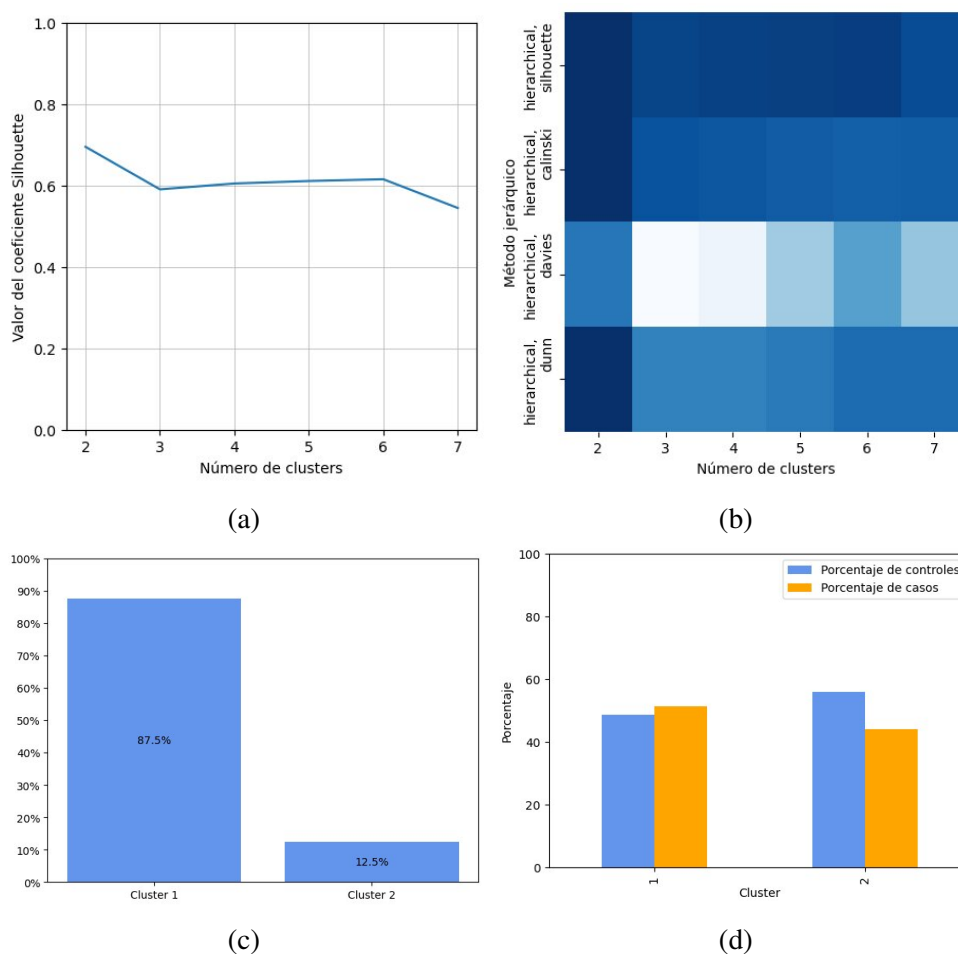 1.0
0.8
0.6
0.4
0.2
0.0
Valor del coeficiente Silhouette
2 3 4 5 6 7
Número de clusters
(a)
Método jerárquico
hierarchical,
silhouette
hierarchical,
calinski
hierarchical,
davies
hierarchical,
dunn
2 3 4 5 6 7
Número de clusters
(b)
100%
90%
80%
70%
60%
50%
40%
30%
20%
10%
0%
87.5%
12.5%
Cluster 1 Cluster 2
(c)
100
80
60
40
20
0
Porcentaje
Porcentaje de controles
Porcentaje de casos
1 2
Cluster
(d)